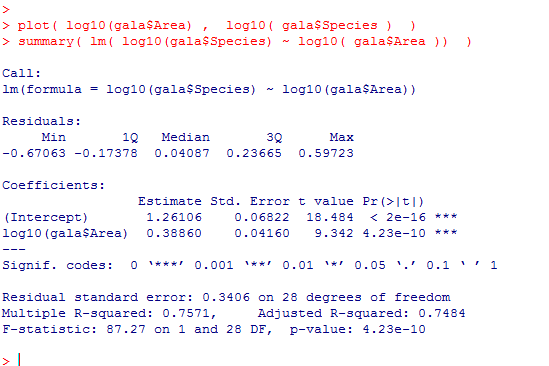 >
> plot( log10(gala$Area) ,  log10( gala$Species )  )
> summary( lm( log10(gala$Species) ~ log10( gala$Area ))  )

Call:
lm(formula = log10(gala$Species) ~ log10(gala$Area))

Residuals:
     Min       1Q   Median       3Q      Max
-0.67063 -0.17378  0.04087  0.23665  0.59723

Coefficients:
                 Estimate Std. Error t value Pr(>|t|)
(Intercept)       1.26106    0.06822  18.484  < 2e-16 ***
log10(gala$Area)  0.38860    0.04160   9.342 4.23e-10 ***
---
Signif. codes:  0 ‘***’ 0.001 ‘**’ 0.01 ‘*’ 0.05 ‘.’ 0.1 ‘ ’ 1

Residual standard error: 0.3406 on 28 degrees of freedom
Multiple R-squared: 0.7571,     Adjusted R-squared: 0.7484
F-statistic: 87.27 on 1 and 28 DF,  p-value: 4.23e-10

>